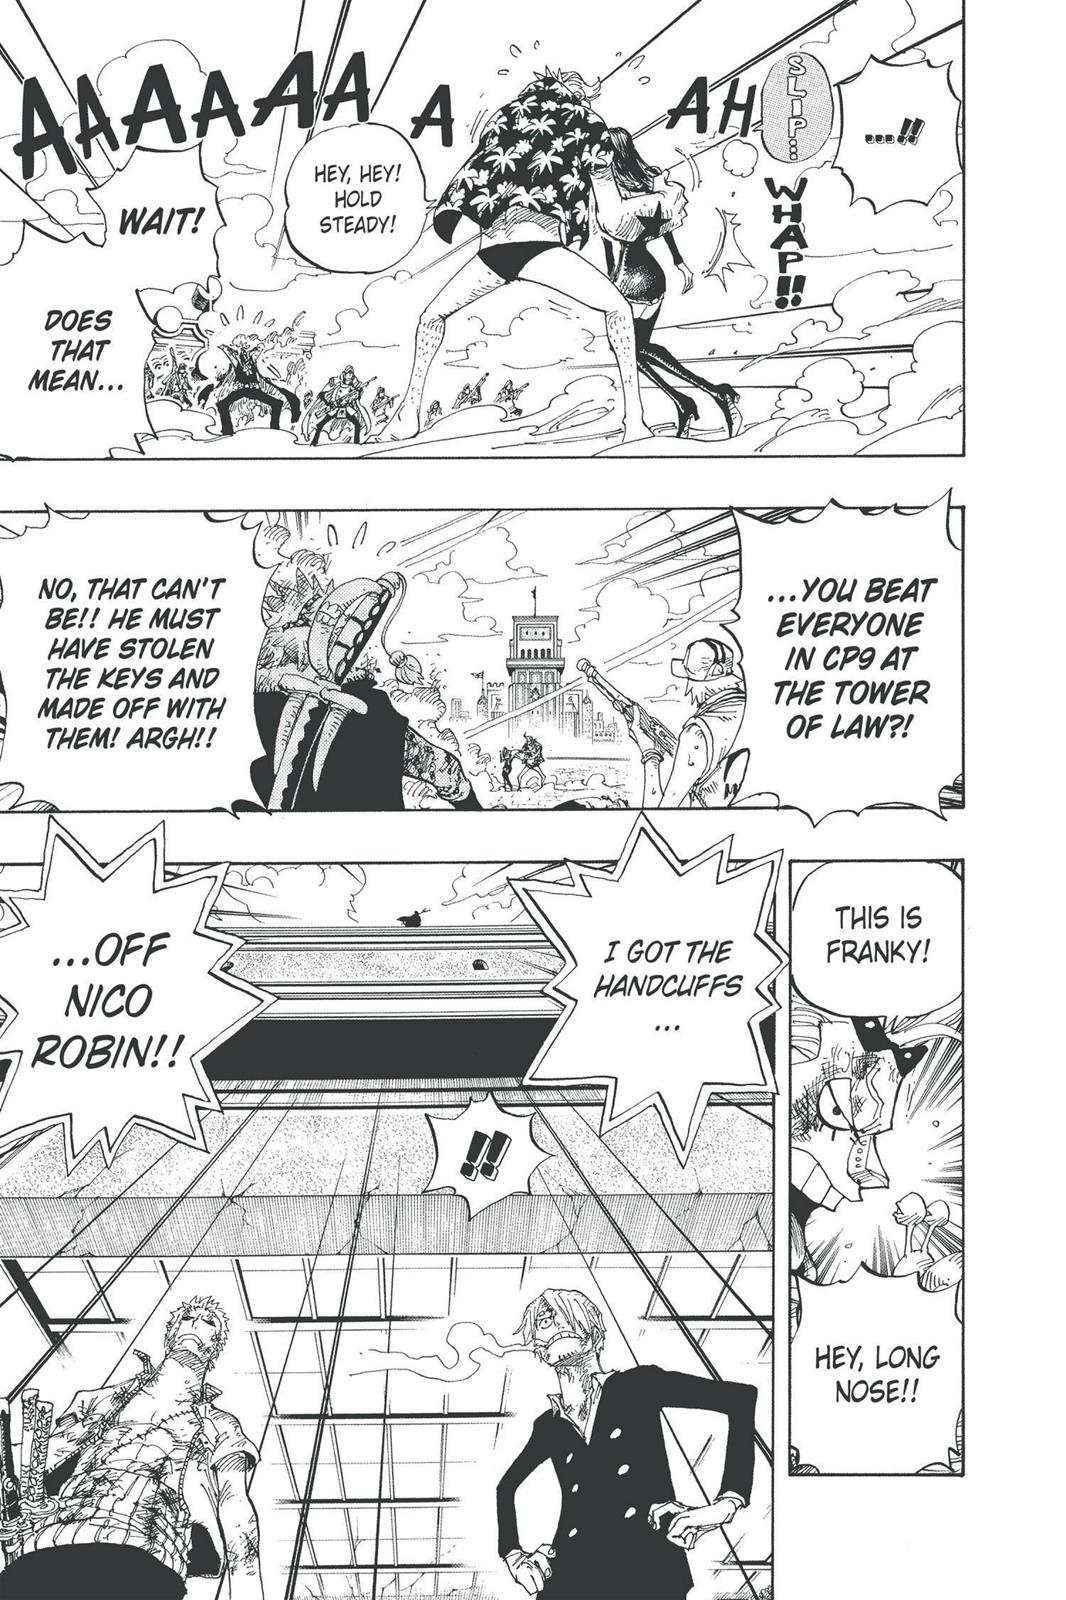 ....!!
SLIP...
WHAP!!
AAAAAAAAH
HEY, HEY!
HOLD
STEADY!
WAIT!
DOES
THAT
MEAN...
...YOU BEAT
EVERYONE
IN CP9 AT
THE TOWER
OF LAW?!
NO, THAT CAN'T
BE!! HE MUST
HAVE STOLEN
THE KEYS AND
MADE OFF WITH
THEM! ARGH!!
THIS IS
FRANKY!
HEY, LONG
NOSE!!
I GOT THE
HANDCUFFS
...
...OFF
NICO
ROBIN!!
!!